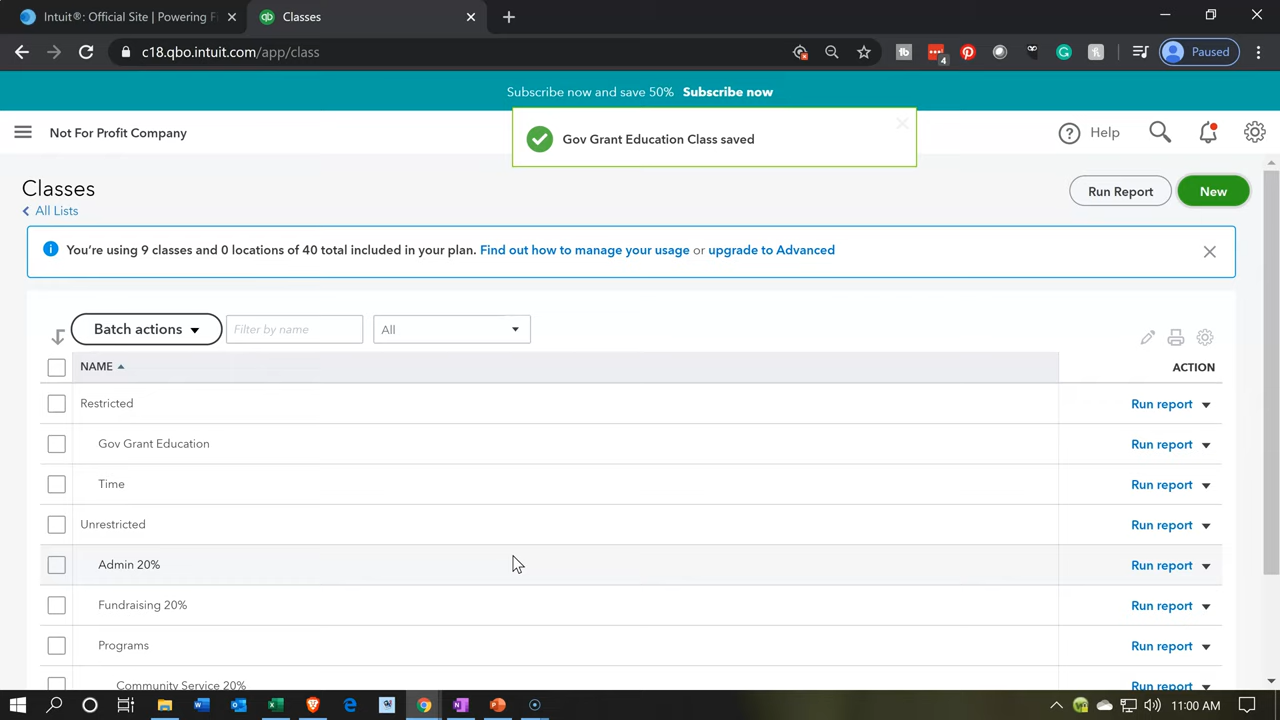 Intuit®: Official Site | Powering
Classes
c18.qbo.intuit.com/app/class
4
Paused
Subscribe now and save 50% Subscribe now
Not For Profit Company
Gov Grant Education Class saved
Help
Classes
All Lists
Run Report
New
You're using 9 classes and 0 locations of 40 total included in your plan. Find out how to manage your usage or upgrade to Advanced
Batch actions
Filter by name
All
NAME
ACTION
Restricted
Run report
Gov Grant Education
Run report
Time
Run report
Unrestricted
Run report
Admin 20%
Run report
Fundraising 20%
Run report
Programs
Run report
Community Service 20%
Run report
11:00 AM